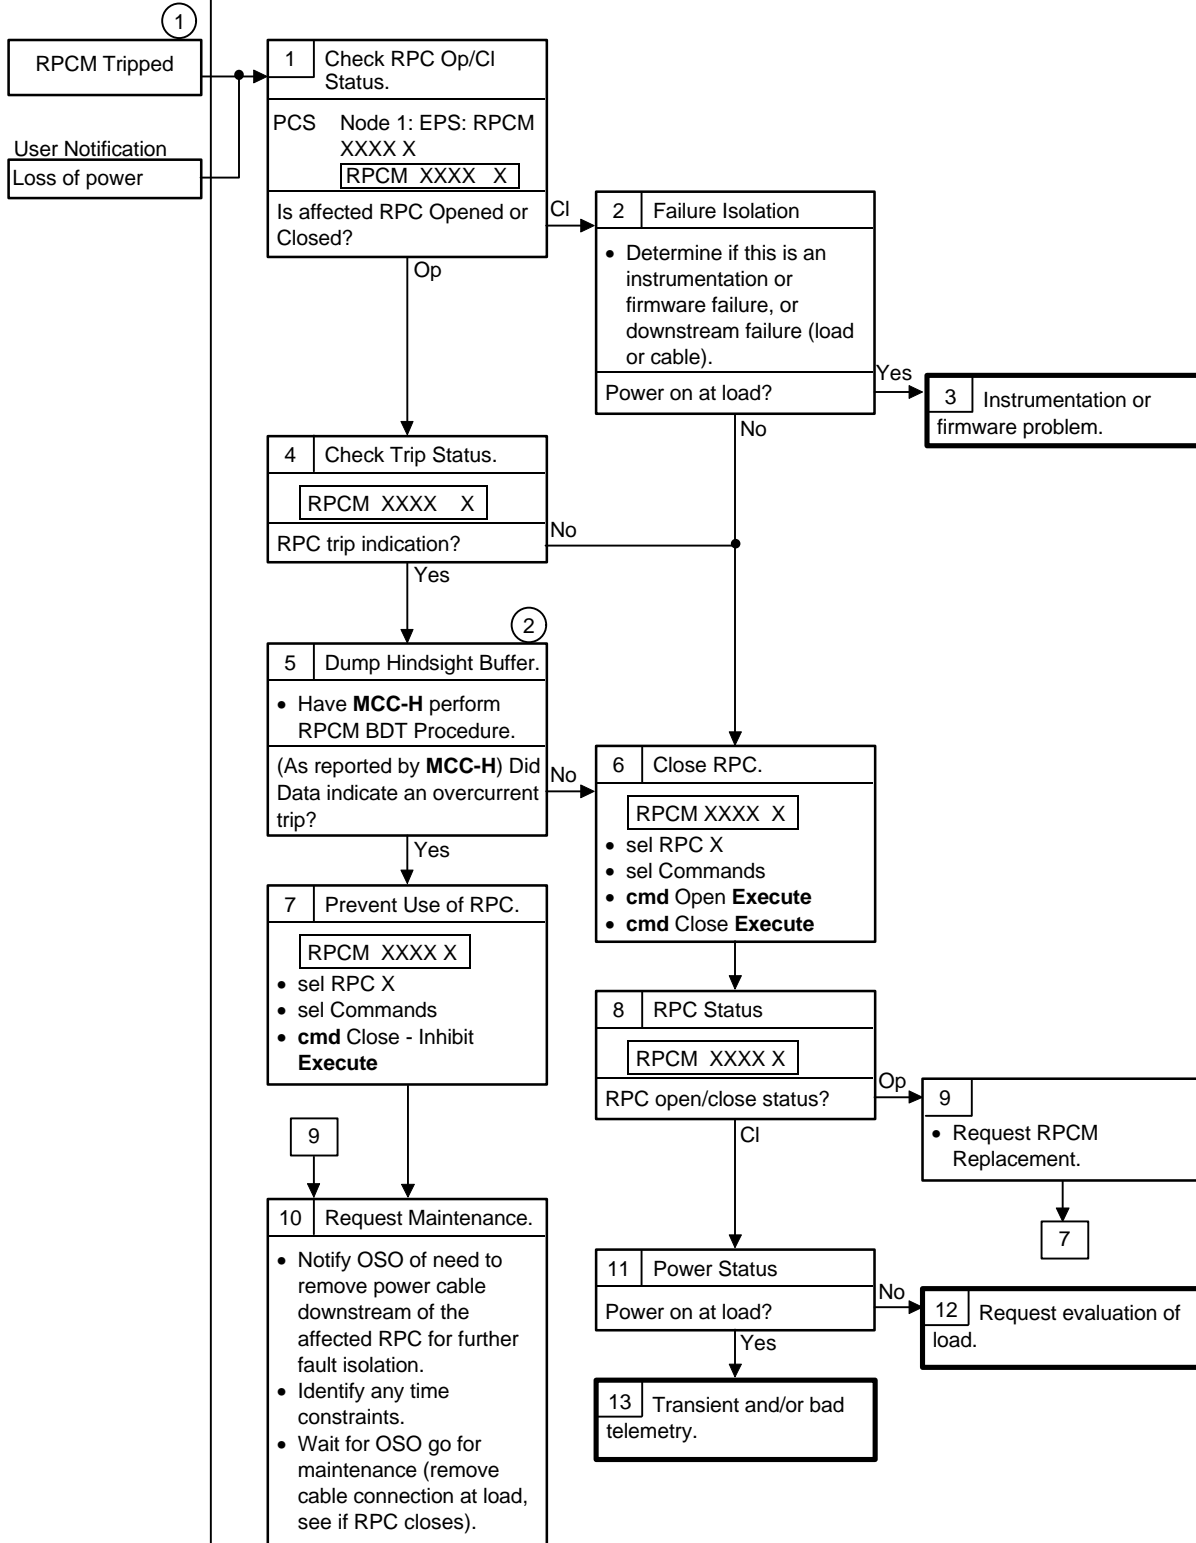 1
RPCM Tripped
User Notification
Loss of power
1 Check RPC Op/Cl
Status.
PCS Node 1: EPS: RPCM
XXXX X
RPCM XXXX X
Is affected RPC Opened or
Closed?
Cl
Op
2 Failure Isolation
• Determine if this is an
instrumentation or
firmware failure, or
downstream failure (load
or cable).
Power on at load?
Yes
No
3 Instrumentation or
firmware problem.
4 Check Trip Status.
RPCM XXXX X
RPC trip indication?
No
Yes
2
5 Dump Hindsight Buffer.
• Have MCC-H perform
RPCM BDT Procedure.
(As reported by MCC-H) Did
Data indicate an overcurrent
trip?
No
Yes
6 Close RPC.
RPCM XXXX X
• sel RPC X
• sel Commands
• cmd Open Execute
• cmd Close Execute
7 Prevent Use of RPC.
RPCM XXXX X
• sel RPC X
• sel Commands
• cmd Close - Inhibit
Execute
8 RPC Status
RPCM XXXX X
RPC open/close status?
Op
Cl
9
• Request RPCM
Replacement.
7
9
10 Request Maintenance.
• Notify OSO of need to
remove power cable
downstream of the
affected RPC for further
fault isolation.
• Identify any time
constraints.
• Wait for OSO go for
maintenance (remove
cable connection at load,
see if RPC closes).
11 Power Status
Power on at load?
No
Yes
12 Request evaluation of
load.
13 Transient and/or bad
telemetry.